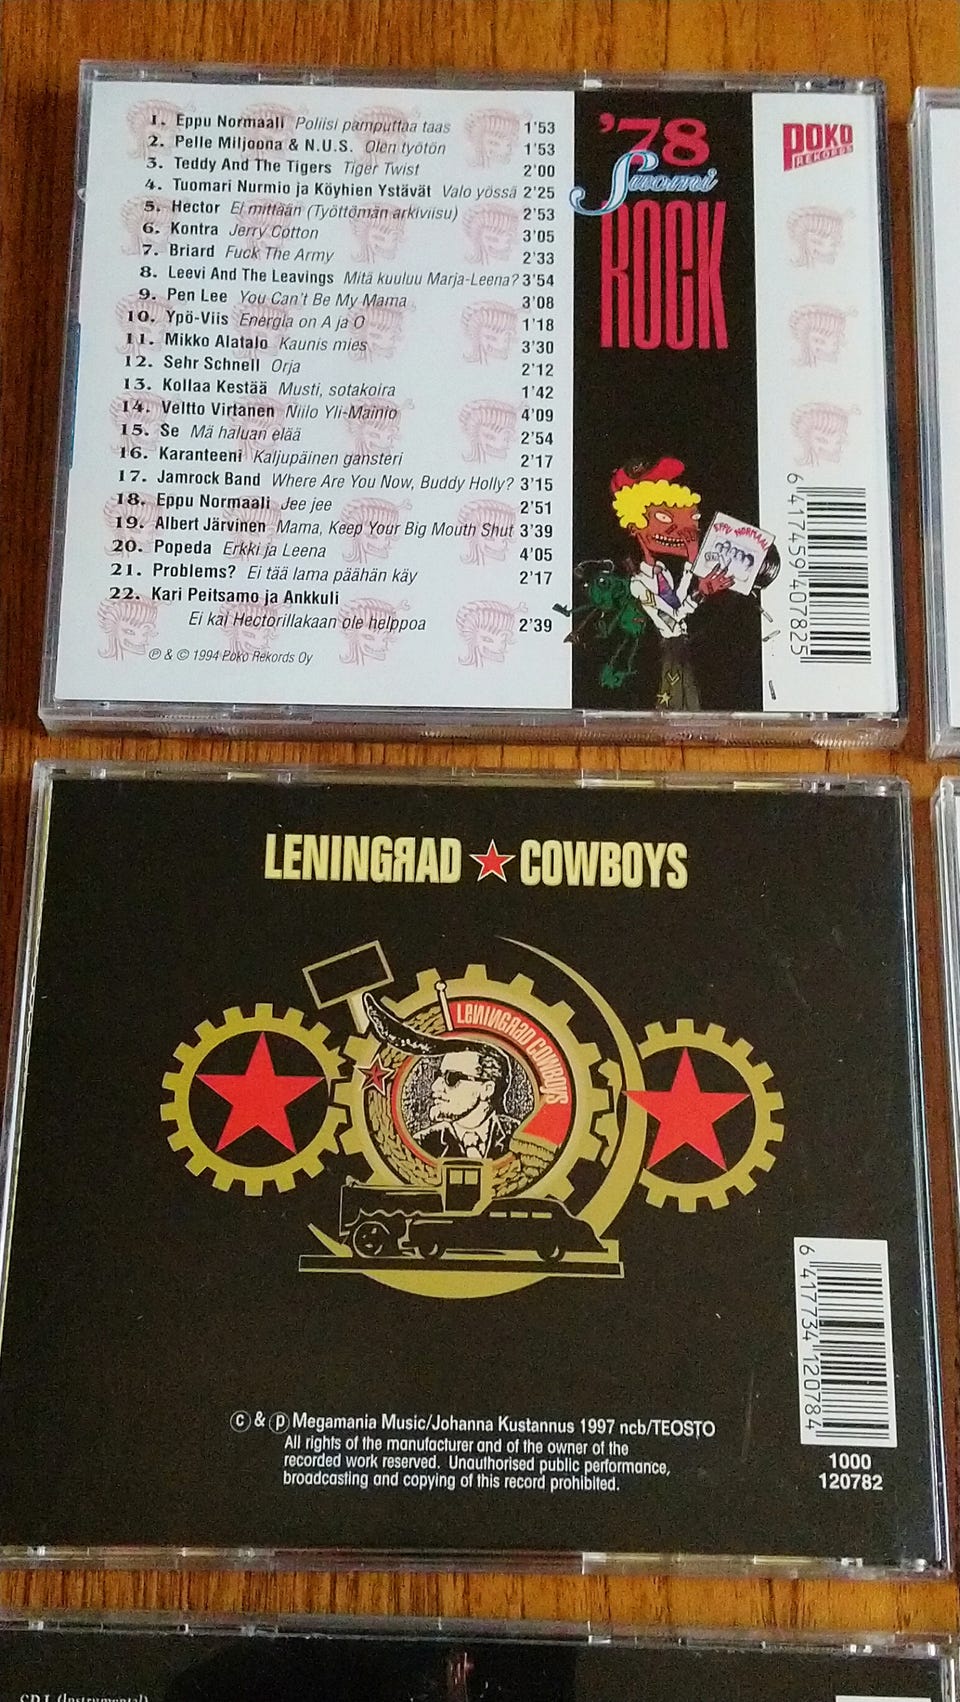 1. Eppu Normaali Poliisi pamputtaa taas 1'53
2. Pelle Miljoona & N.U.S. Olen työtön 1'53
3. Teddy And The Tigers Tiger Twist 2'00
4. Tuomari Nurmio ja Köyhien Ystävät Valo yössä 2'25
5. Hector Ei mittään (Työttömän arkiviisu) 2'53
6. Kontra Jerry Cotton 3'05
7. Briard Fuck The Army 2'33
8. Leevi And The Leavings Mitä kuuluu Marja-Leena? 3'54
9. Pen Lee You Can't Be My Mama 3'08
10. Ypö-Viis Energia on A ja O 1'18
11. Mikko Alatalo Kaunis mies 3'30
12. Sehr Schnell Orja 2'12
13. Kollaa Kestää Musti, sotakoira 1'42
14. Veltto Virtanen Niilo Yli-Mainio 4'09
15. Se Mä haluan elää 2'54
16. Karanteeni Kaljupäinen gansteri 2'17
17. Jamrock Band Where Are You Now, Buddy Holly? 3'15
18. Eppu Normaali Jee jee 2'51
19. Albert Järvinen Mama, Keep Your Big Mouth Shut 3'39
20. Popeda Erkki ja Leena 4'05
21. Problems? Ei tää lama päähän käy 2'17
22. Kari Peitsamo ja Ankkuli
Ei kai Hectorillakaan ole helppoa 2'39
℗ & © 1994 Poko Rekords Oy
'78
Suomi
ROCK
POKO
REKORDS
EPPU NORMAALI
6 417459 407825
LENINGЯAD COWBOYS
LENINGRAD COWBOYS
6 417734 120784
1000
120782
© & ℗ Megamania Music/Johanna Kustannus 1997 ncb/TEOSTO
All rights of the manufacturer and of the owner of the
recorded work reserved. Unauthorised public performance,
broadcasting and copying of this record prohibited.
CD I (Instrumental)